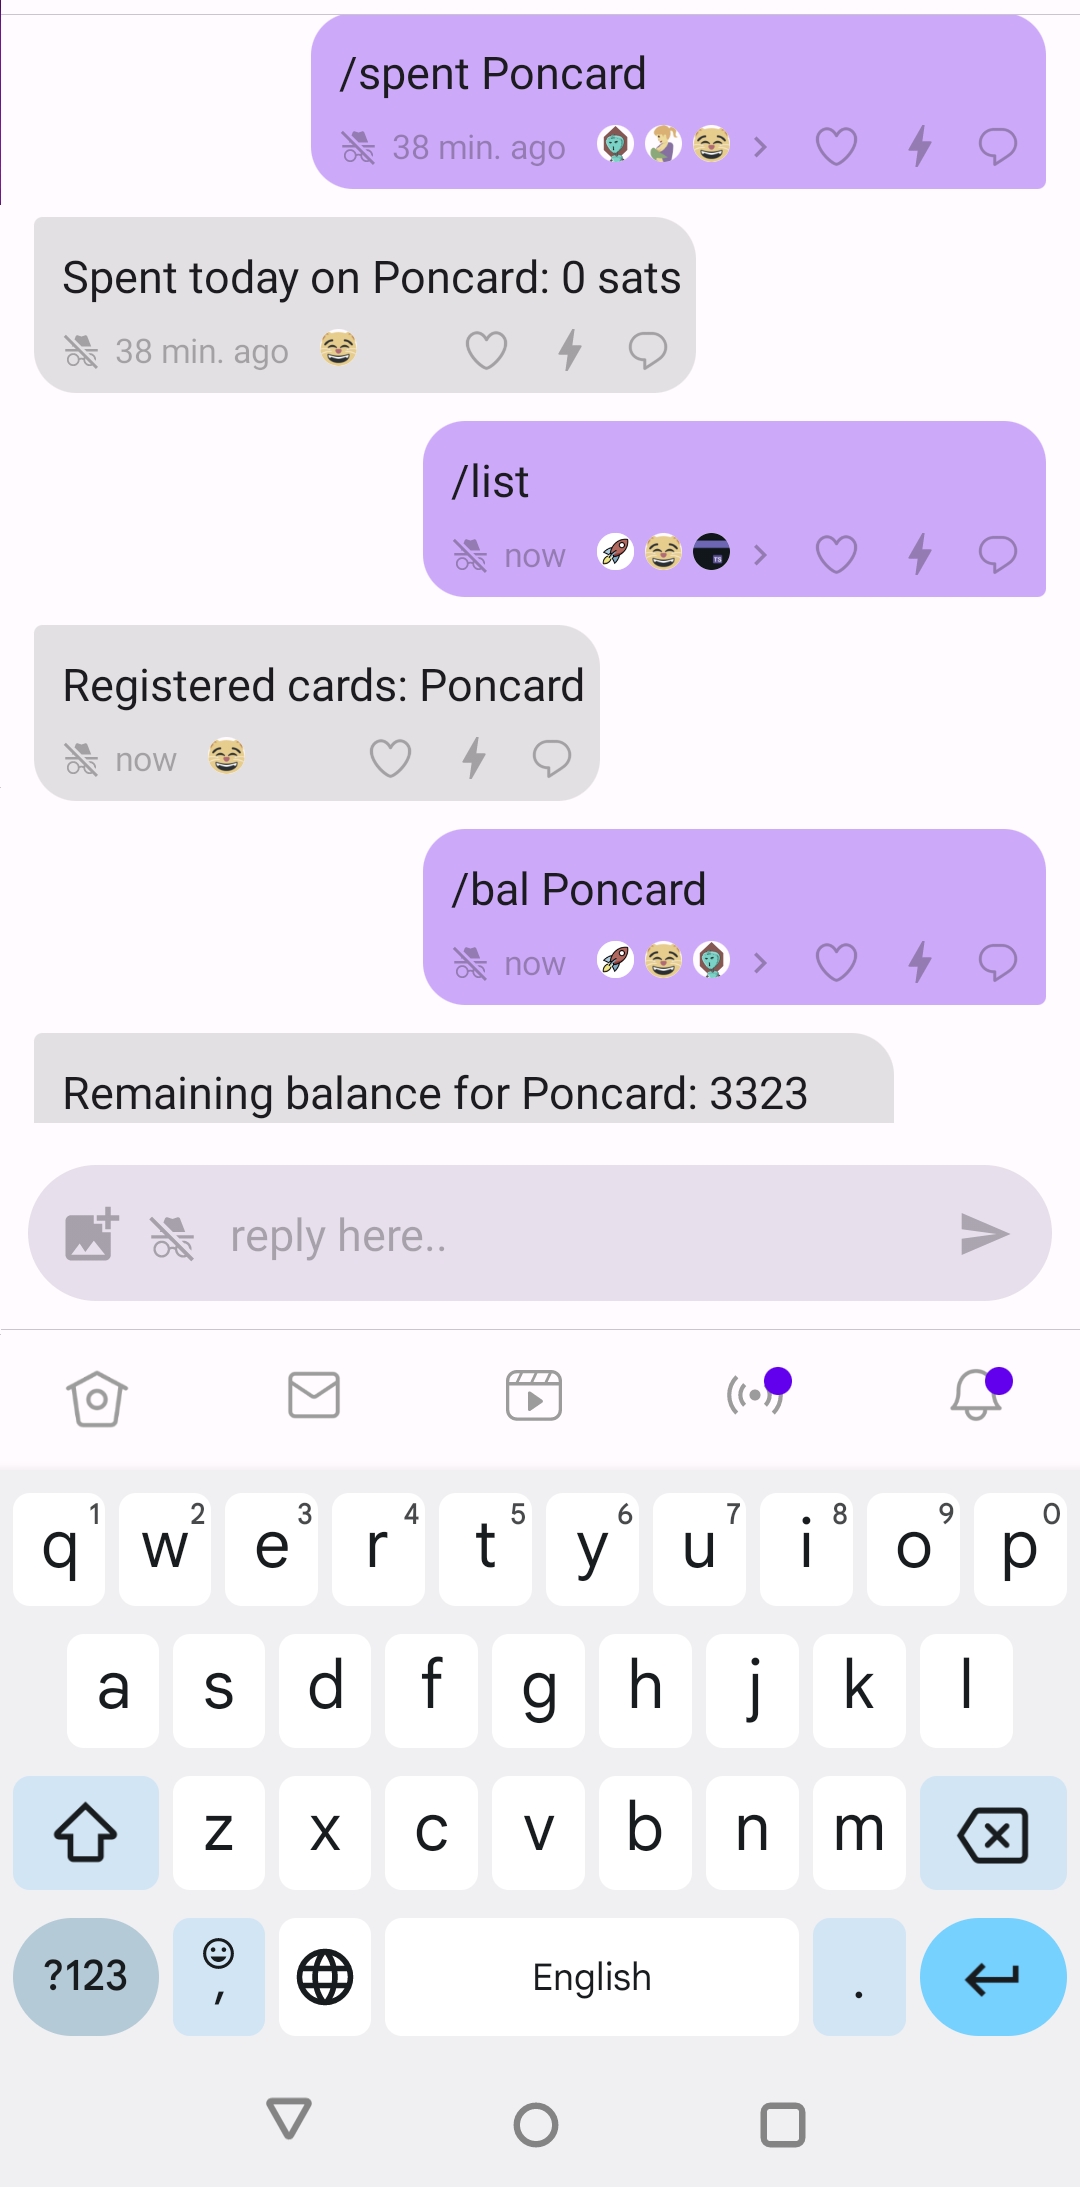 /spent Poncard
38 min. ago
Spent today on Poncard: 0 sats
38 min. ago
/list
now
Registered cards: Poncard
now
/bal Poncard
now
Remaining balance for Poncard: 3323
reply here..
1 2 3 4 5 6 7 8 9 0
q w e r t y u i o p
a s d f g h j k l
z x c v b n m
?123 , English .